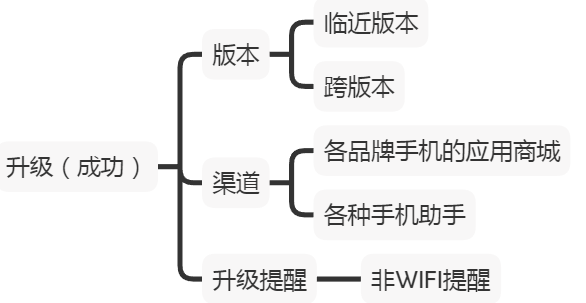 升级（成功）
版本
临近版本
跨版本
渠道
各品牌手机的应用商城
各种手机助手
升级提醒
非WIFI提醒